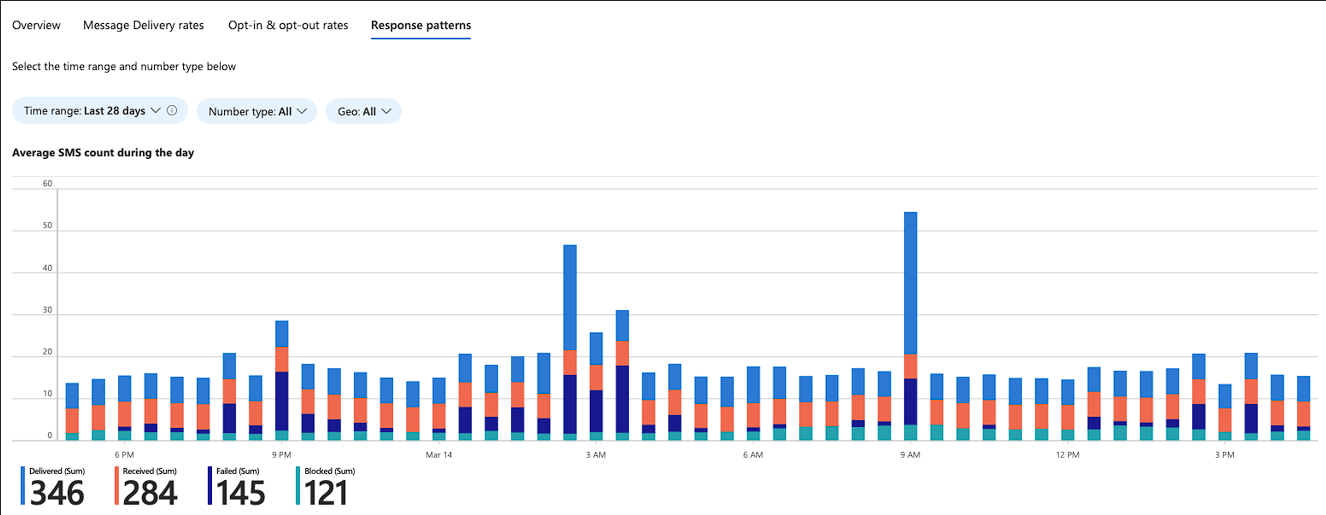 Overview Message Delivery rates Opt-in & opt-out rates Response patterns
Select the time range and number type below
Time range: Last 28 days Number type: All Geo: All
Average SMS count during the day
60
50
40
30
20
10
0
6 PM 9 PM Mar 14 3 AM 6 AM 9 AM 12 PM 3 PM
Delivered (Sum) Received (Sum) Failed (Sum) Blocked (Sum)
346 284 145 121